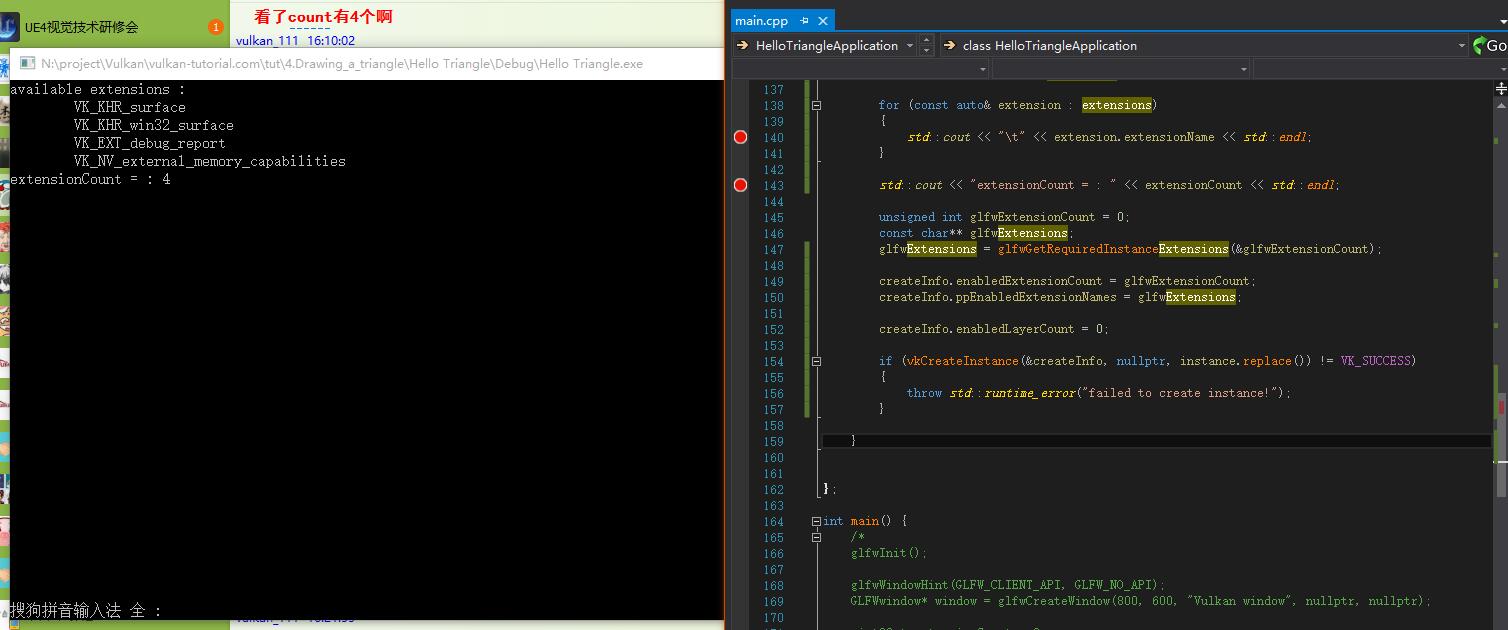 看了count有4个啊
UE4视觉技术研修会
1
vulkan_111 16:10:02
N:\project\Vulkan\vulkan-tutorial.com\tut\4.Drawing_a_triangle\Hello Triangle\Debug\Hello Triangle.exe
available extensions :
VK_KHR_surface
VK_KHR_win32_surface
VK_EXT_debug_report
VK_NV_external_memory_capabilities
extensionCount = : 4
搜狗拼音输入法 全 :
main.cpp
HelloTriangleApplication
class HelloTriangleApplication
Go
137
138 for (const auto& extension : extensions)
139 {
140 std::cout << "\t" << extension.extensionName << std::endl;
141 }
142
143 std::cout << "extensionCount = : " << extensionCount << std::endl;
144
145 unsigned int glfwExtensionCount = 0;
146 const char** glfwExtensions;
147 glfwExtensions = glfwGetRequiredInstanceExtensions(&glfwExtensionCount);
148
149 createInfo.enabledExtensionCount = glfwExtensionCount;
150 createInfo.ppEnabledExtensionNames = glfwExtensions;
151
152 createInfo.enabledLayerCount = 0;
153
154 if (vkCreateInstance(&createInfo, nullptr, instance.replace()) != VK_SUCCESS)
155 {
156 throw std::runtime_error("failed to create instance!");
157 }
158
159 }
160
161
162 };
163
164 int main() {
165 /*
166 glfwInit();
167
168 glfwWindowHint(GLFW_CLIENT_API, GLFW_NO_API);
169 GLFWwindow* window = glfwCreateWindow(800, 600, "Vulkan window", nullptr, nullptr);
170